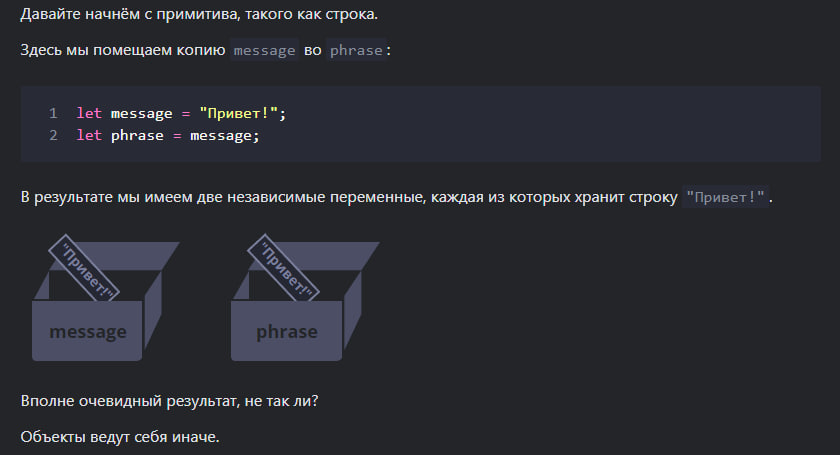 Давайте начнём с примитива, такого как строка.
Здесь мы помещаем копию message во phrase:
1 let message = "Привет!";
2 let phrase = message;
В результате мы имеем две независимые переменные, каждая из которых хранит строку "Привет!".
"Привет!" "Привет!"
message phrase
Вполне очевидный результат, не так ли?
Объекты ведут себя иначе.